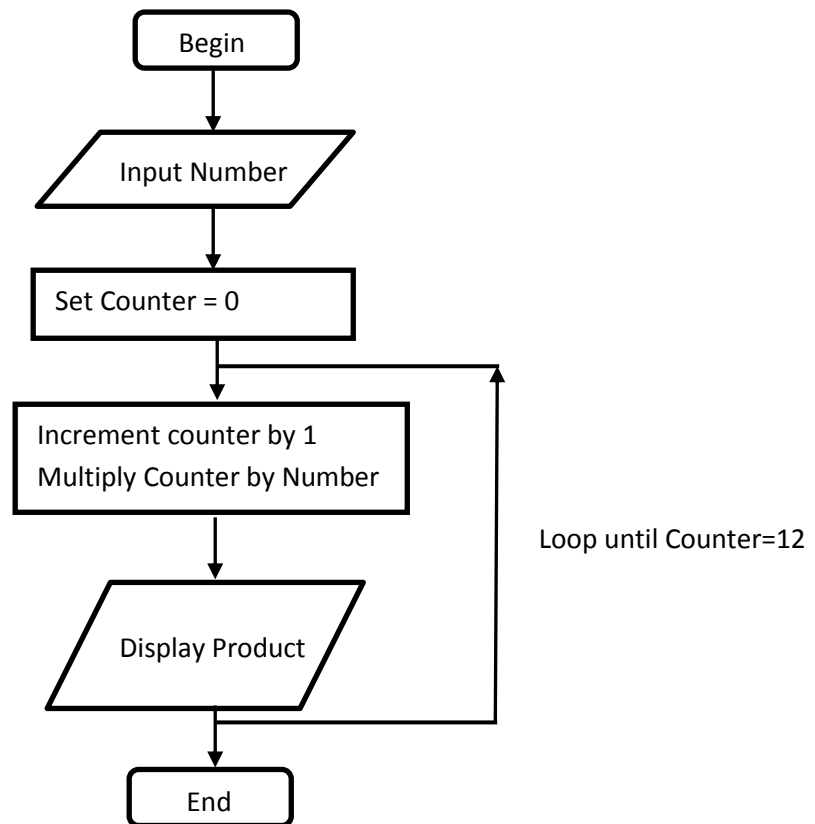 Begin
Input Number
Set Counter = 0
Increment counter by 1
Multiply Counter by Number
Loop until Counter=12
Display Product
End